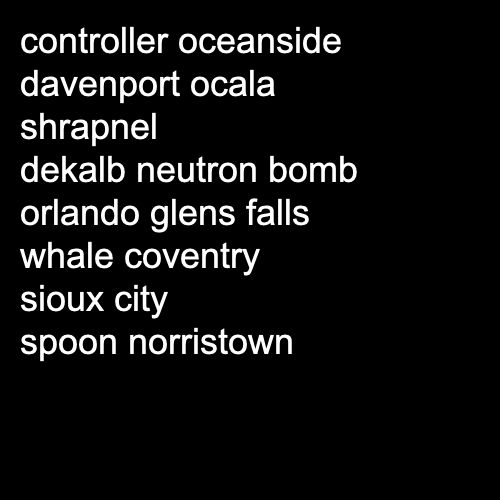 controller oceanside
davenport ocala
shrapnel
dekalb neutron bomb
orlando glens falls
whale coventry
sioux city
spoon norristown